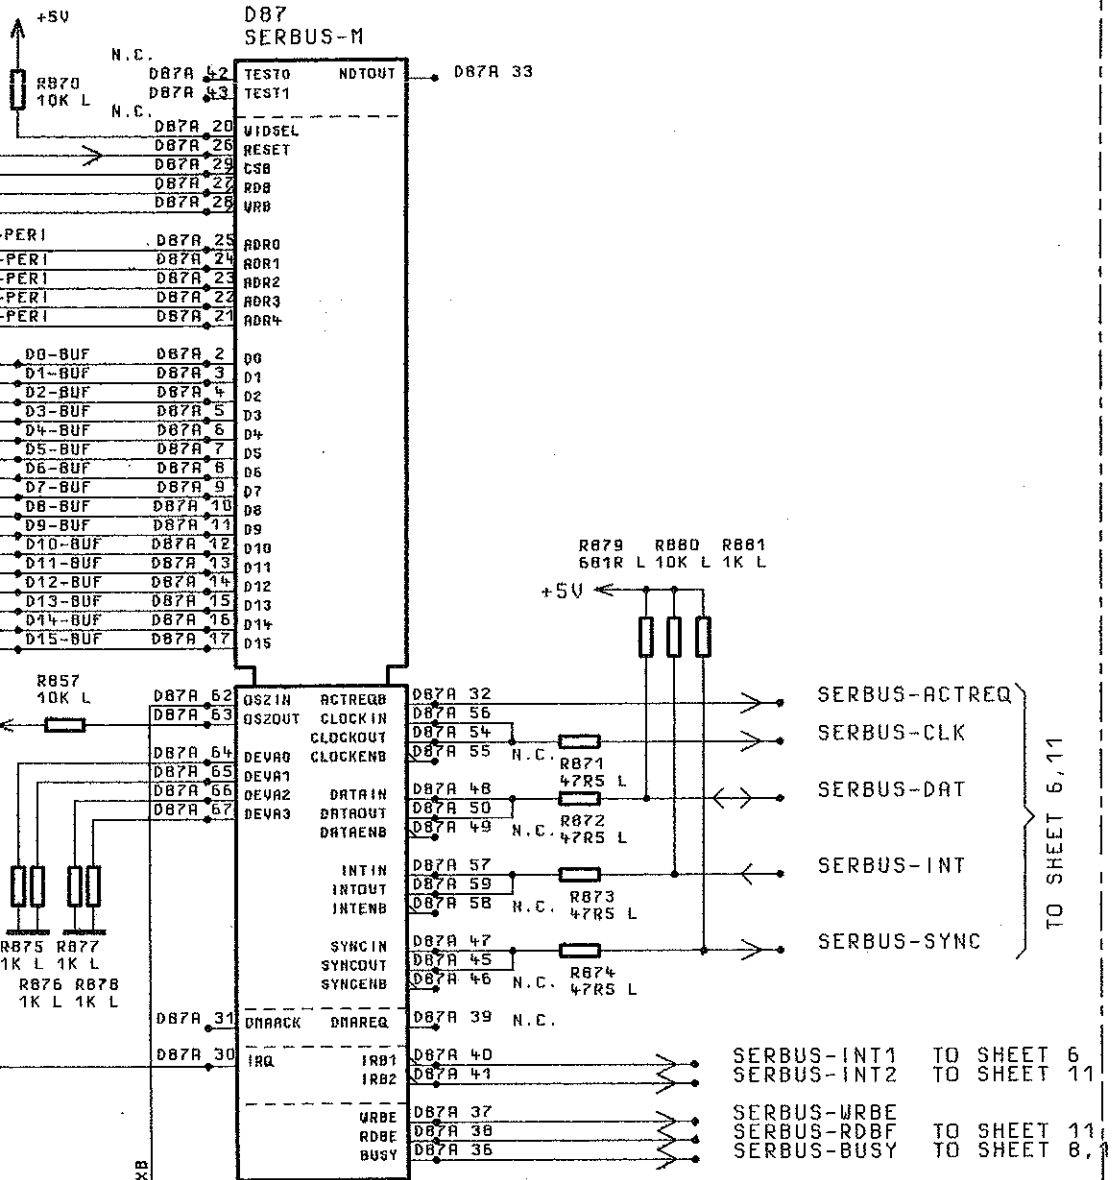 D87
SERBUS-M
+5V
R870
10K L
N.C.
D87A 42 TEST0 NDTOUT D87A 33
D87A 43 TEST1
N.C.
D87A 20 WIDSEL
D87A 26 RESET
D87A 29 CSB
D87A 27 RDB
D87A 28 WRB
-PERI D87A 25 ADR0
-PERI D87A 24 ADR1
-PERI D87A 23 ADR2
-PERI D87A 22 ADR3
-PERI D87A 21 ADR4
D0-BUF D87A 2 D0
D1-BUF D87A 3 D1
D2-BUF D87A 4 D2
D3-BUF D87A 5 D3
D4-BUF D87A 6 D4
D5-BUF D87A 7 D5
D6-BUF D87A 8 D6
D7-BUF D87A 9 D7
D8-BUF D87A 10 D8
D9-BUF D87A 11 D9
D10-BUF D87A 12 D10
D11-BUF D87A 13 D11
D12-BUF D87A 14 D12
D13-BUF D87A 15 D13
D14-BUF D87A 16 D14
D15-BUF D87A 17 D15
R879 R880 R881
681R L 10K L 1K L
+5V
R857
10K L
D87A 62 OSZIN ACTREQB D87A 32 SERBUS-ACTREQ
D87A 63 OSZOUT CLOCKIN D87A 56
CLOCKOUT D87A 54 SERBUS-CLK
D87A 64 DEVA0 CLOCKENB D87A 55 N.C.
R871
47R5 L
D87A 65 DEVA1
D87A 66 DEVA2 DATAIN D87A 48 SERBUS-DAT
D87A 67 DEVA3 DATAOUT D87A 50
DATAENB D87A 49 N.C.
R872
47R5 L
INTIN D87A 57 SERBUS-INT
INTOUT D87A 59
INTENB D87A 58 N.C.
R873
47R5 L
SYNCIN D87A 47 SERBUS-SYNC
SYNCOUT D87A 45
SYNCENB D87A 46 N.C.
R874
47R5 L
TO SHEET 6,11
R875 R877
1K L 1K L
R876 R878
1K L 1K L
D87A 31 DMAACK DMAREQ D87A 39 N.C.
D87A 30 IRQ IRB1 D87A 40 SERBUS-INT1 TO SHEET 6
IRB2 D87A 41 SERBUS-INT2 TO SHEET 11
WRBE D87A 37 SERBUS-WRBE
RDBE D87A 38 SERBUS-RDBF TO SHEET 11
BUSY D87A 36 SERBUS-BUSY TO SHEET 8,
XB